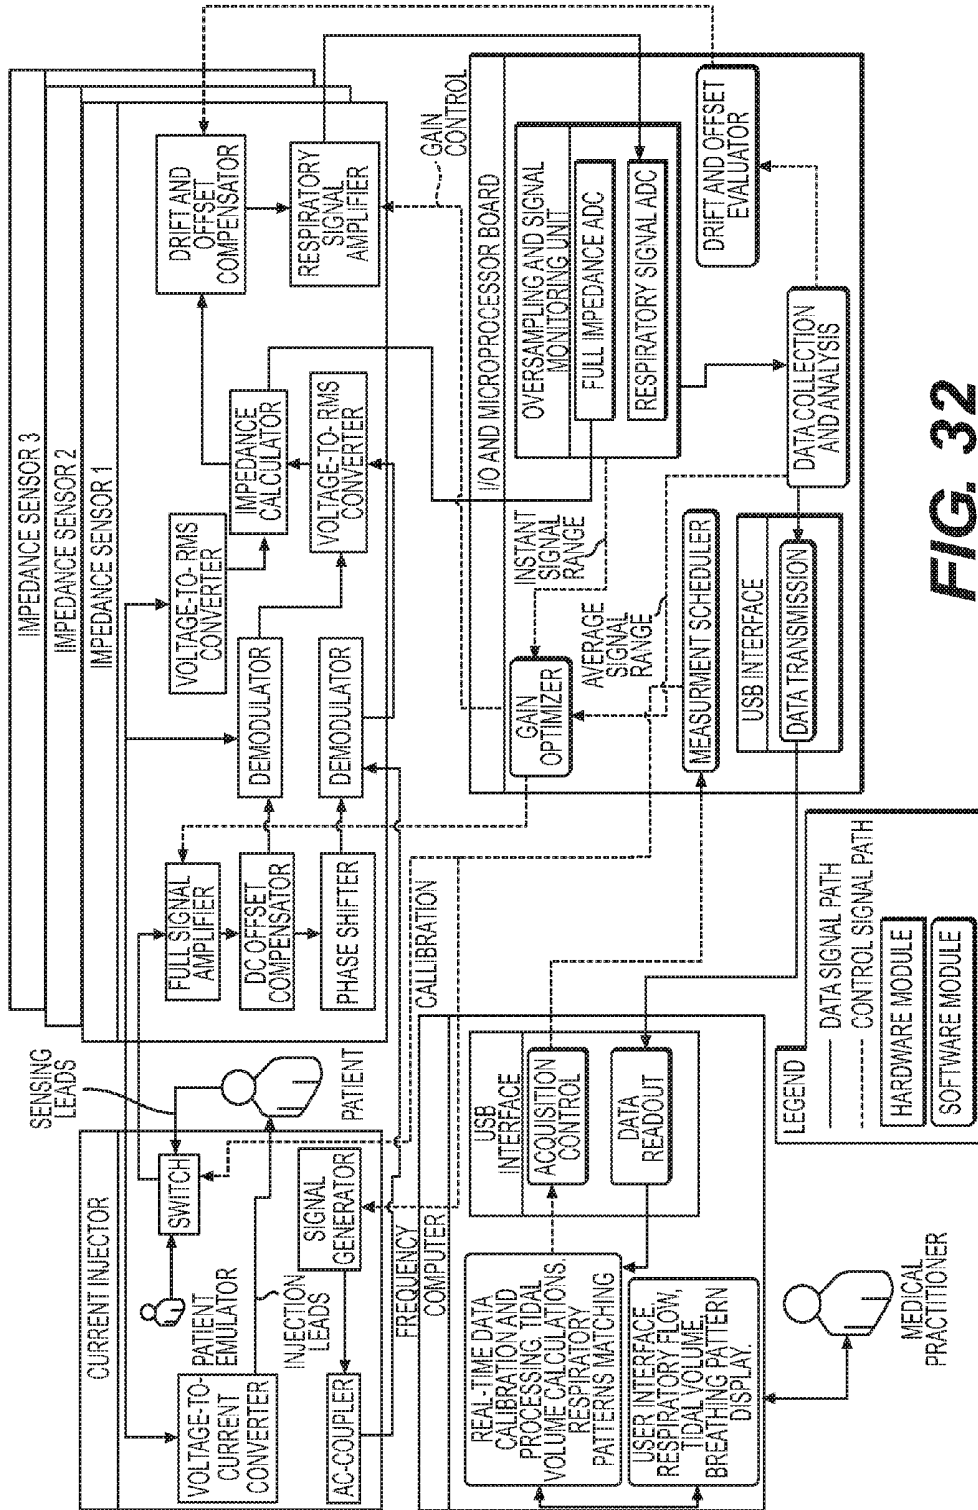 CURRENT INJECTOR
VOLTAGE-TO-
CURRENT
CONVERTER
PATIENT
EMULATOR
SWITCH
INJECTION
LEADS
AC-COUPLER
SIGNAL
GENERATOR
SENSING
LEADS
PATIENT
FREQUENCY
CALLIBRATION
IMPEDANCE SENSOR 3
IMPEDANCE SENSOR 2
IMPEDANCE SENSOR 1
FULL SIGNAL
AMPLIFIER
DC OFFSET
COMPENSATOR
PHASE SHIFTER
DEMODULATOR
DEMODULATOR
VOLTAGE-TO- RMS
CONVERTER
IMPEDANCE
CALCULATOR
VOLTAGE-TO- RMS
CONVERTER
DRIFT AND
OFFSET
COMPENSATOR
RESPIRATORY
SIGNAL
AMPLIFIER
GAIN
CONTROL
COMPUTER
REAL-TIME DATA
CALIBRATION AND
PROCESSING. TIDAL
VOLUME CALCULATIONS.
RESPIRATORY
PATTERNS MATCHING
USER INTERFACE.
RESPIRATORY FLOW,
TIDAL VOLUME.
BREATHING PATTERN
DISPLAY.
USB
INTERFACE
ACQUISITION
CONTROL
DATA
READOUT
MEDICAL
PRACTITIONER
I/O AND MICROPROCESSOR BOARD
GAIN
OPTIMIZER
INSTANT
SIGNAL
RANGE
AVERAGE
SIGNAL
RANGE
OVERSAMPLING AND SIGNAL
MONITORING UNIT
FULL IMPEDANCE ADC
RESPIRATORY SIGNAL ADC
MEASURMENT SCHEDULER
USB INTERFACE
DATA TRANSMISSION
DATA COLLECTION
AND ANALYSIS
DRIFT AND OFFSET
EVALUATOR
LEGEND
DATA SIGNAL PATH
CONTROL SIGNAL PATH
HARDWARE MODULE
SOFTWARE MODULE
FIG. 32